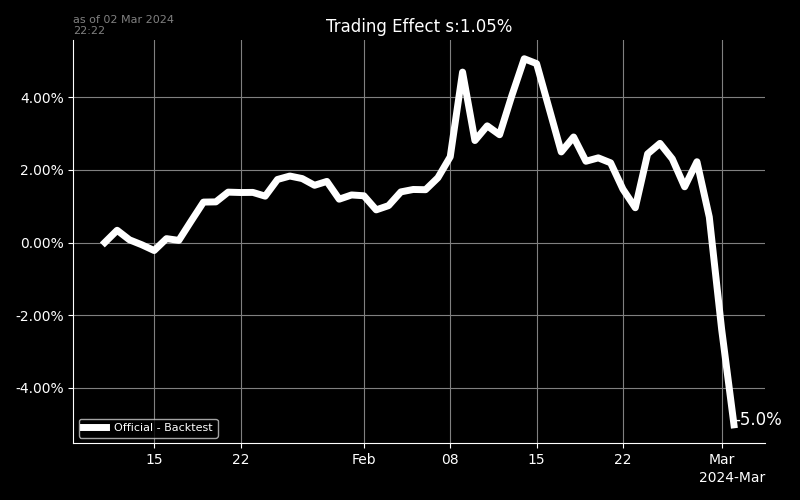 as of 02 Mar 2024
22:22
Trading Effect s:1.05%
4.00%
2.00%
0.00%
-2.00%
-4.00%
-5.0%
Official - Backtest
15
22
Feb
08
15
22
Mar
2024-Mar